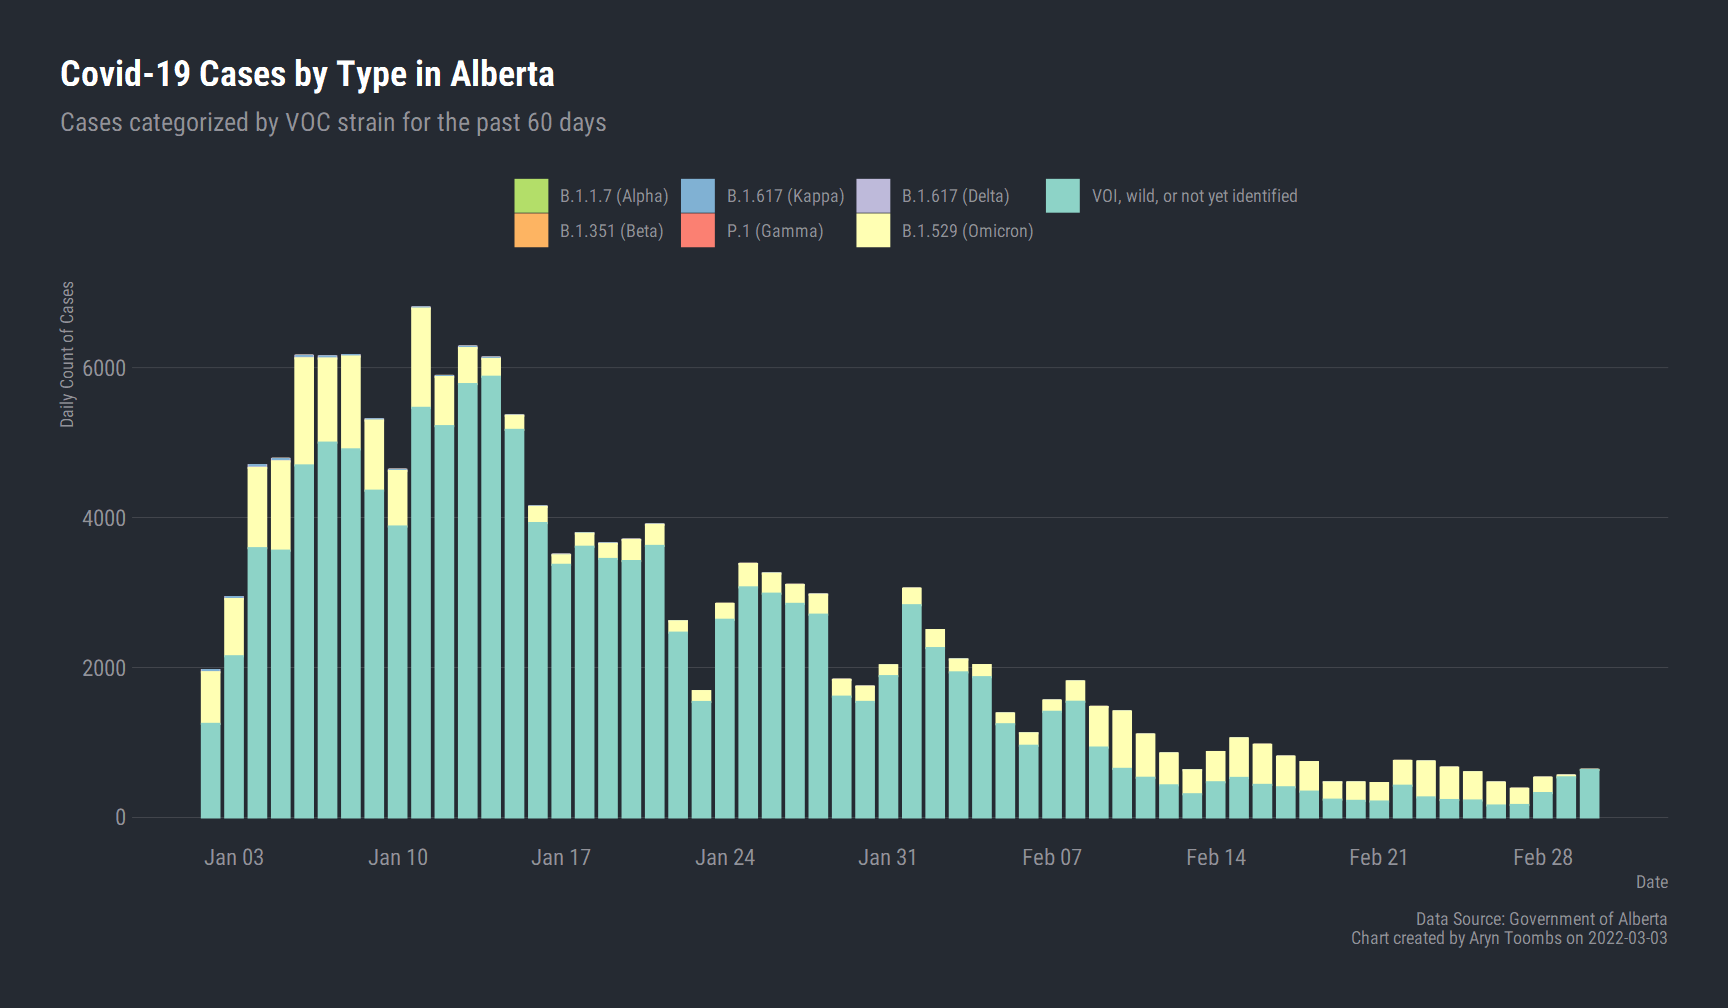 Covid-19 Cases by Type in Alberta
Cases categorized by VOC strain for the past 60 days
B.1.1.7 (Alpha) B.1.617 (Kappa) B.1.617 (Delta) VOI, wild, or not yet identified
B.1.351 (Beta) P.1 (Gamma) B.1.529 (Omicron)
Daily Count of Cases
6000
4000
2000
0
Jan 03 Jan 10 Jan 17 Jan 24 Jan 31 Feb 07 Feb 14 Feb 21 Feb 28
Date
Data Source: Government of Alberta
Chart created by Aryn Toombs on 2022-03-03